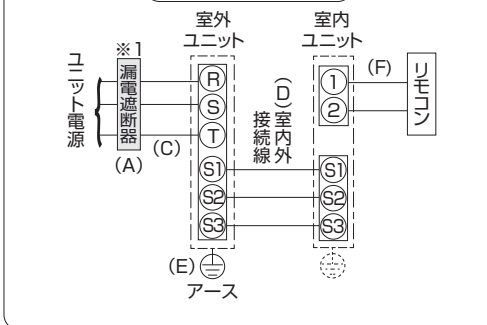 室外
ユニット
室内
ユニット
※1
ユニット電源
漏電遮断器
(A)
(C)
R
S
T
S1
S2
S3
(D)室内外
接続線
1
2
S1
S2
S3
(F)
リモコン
(E)
アース